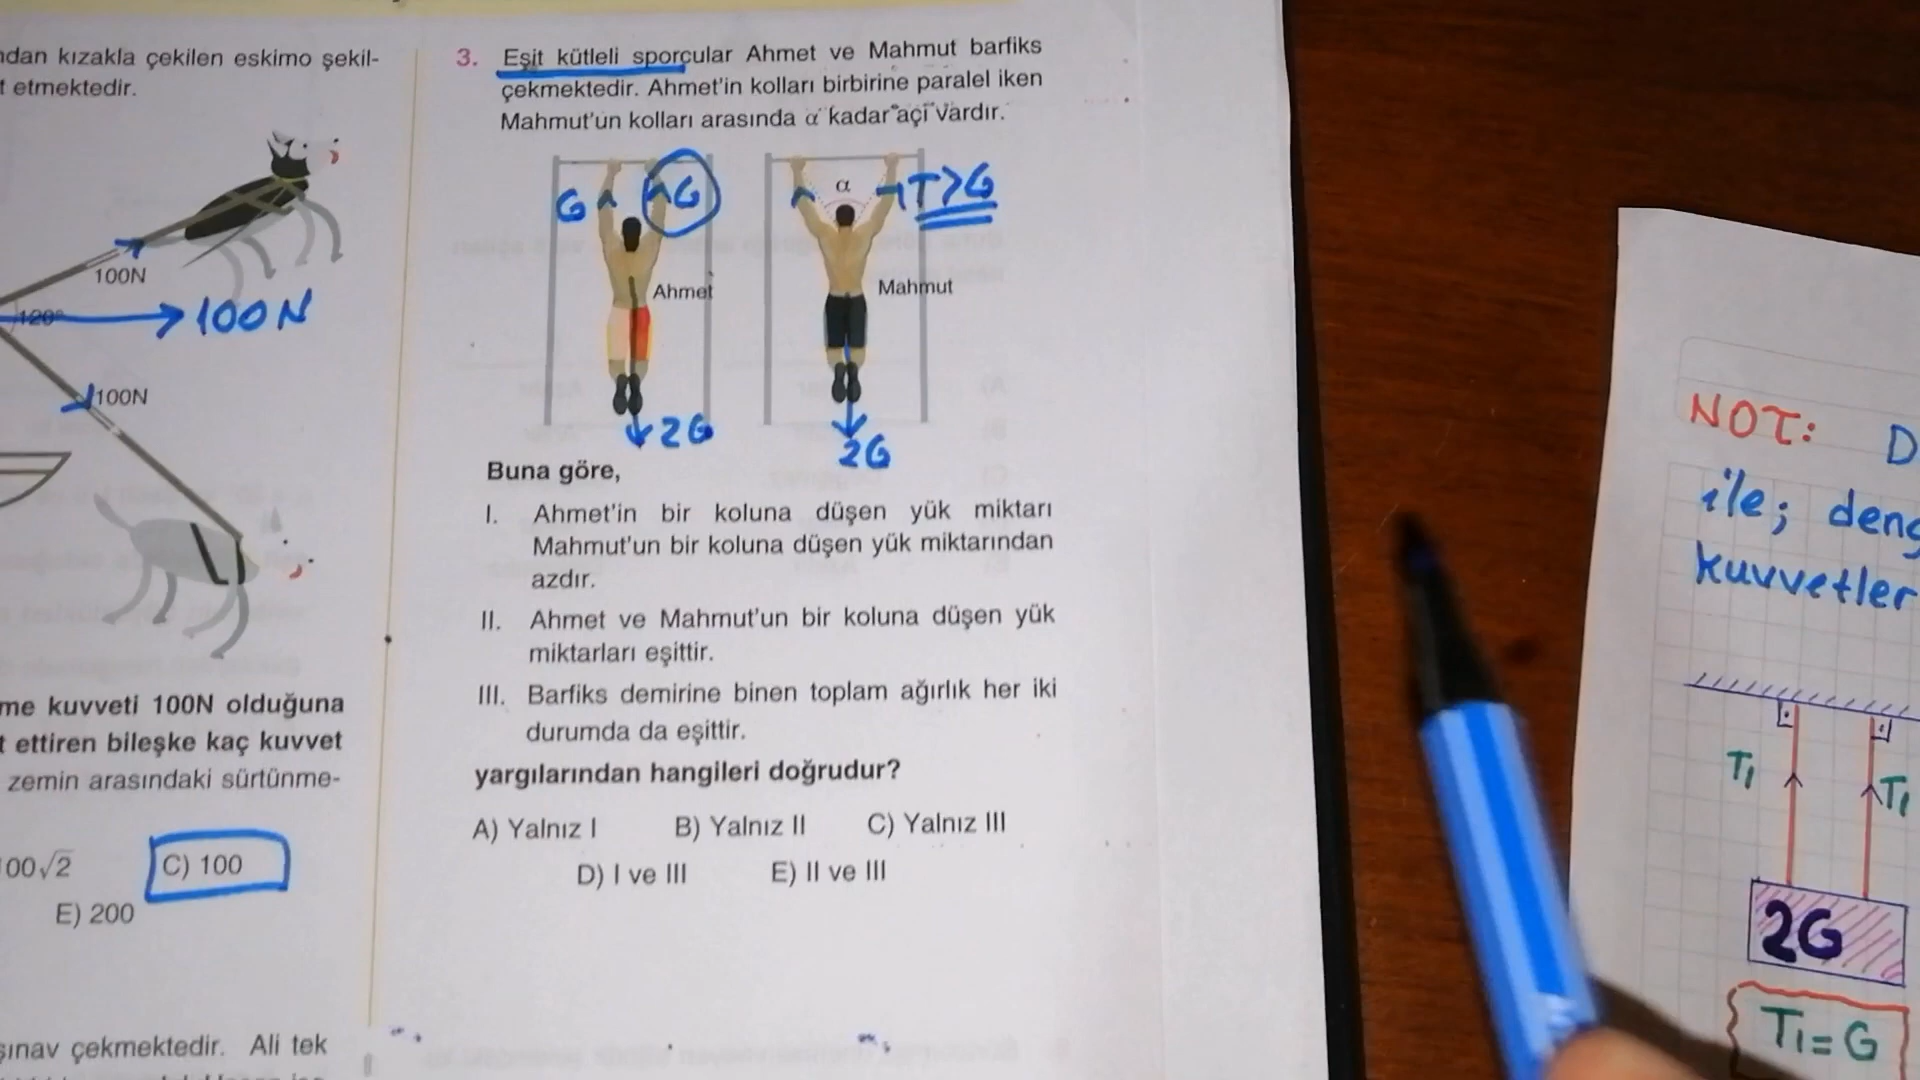 kızakla çekilen eskimo şekil-
etmektedir.
100N
120°
100N
100N
me kuvveti 100N olduğuna
ettiren bileşke kaç kuvvet
zemin arasındaki sürtünme-
00√2
C) 100
E) 200
çekmektedir. Ali tek
3. Eşit kütleli sporcular Ahmet ve Mahmut barfiks
çekmektedir. Ahmet'in kolları birbirine paralel iken
Mahmut'un kolları arasında α kadar açı vardır.
G
G
α
T>G
Ahmet
Mahmut
2G
2G
Buna göre,
I. Ahmet'in bir koluna düşen yük miktarı
Mahmut'un bir koluna düşen yük miktarından
azdır.
II. Ahmet ve Mahmut'un bir koluna düşen yük
miktarları eşittir.
III. Barfiks demirine binen toplam ağırlık her iki
durumda da eşittir.
yargılarından hangileri doğrudur?
A) Yalnız I B) Yalnız II C) Yalnız III
D) I ve III E) II ve III
NOT: D
ile; deng
kuvvetler
T₁
T₁
2G
T₁=G